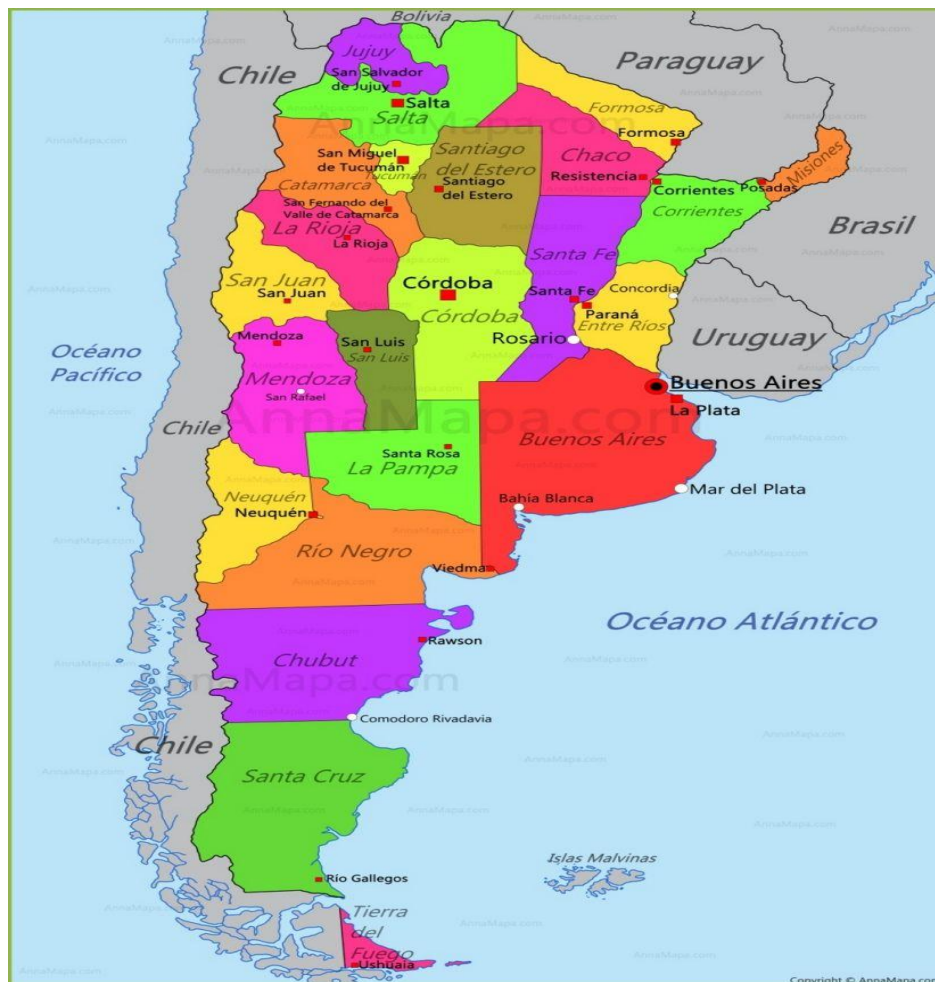 Bolivia
Jujuy
Chile
Paraguay
San Salvador
de Jujuy
Salta
Salta
Formosa
Formosa
AnnaMapa.com
San Miguel
de Tucumán
Tucumán
Santiago
del Estero
Santiago
del Estero
Chaco
Resistencia
Corrientes
Corrientes
Posadas
Misiones
Catamarca
San Fernando del
Valle de Catamarca
La Rioja
La Rioja
Brasil
San Juan
San Juan
Córdoba
Córdoba
Santa Fe
Santa Fe
Concordia
Paraná
Entre Ríos
Rosario
Uruguay
Océano
Pacífico
Mendoza
Mendoza
San Rafael
San Luis
San Luis
Buenos Aires
La Plata
Buenos Aires
AnnaMapa.com
Chile
Santa Rosa
La Pampa
Mar del Plata
Bahia Blanca
Neuquén
Neuquén
Río Negro
Viedma
Océano Atlántico
Rawson
Chubut
AnnaMapa.com
Comodoro Rivadavia
Chile
Santa Cruz
Río Gallegos
Islas Malvinas
Tierra
del
Fuego
Ushuaia
Copyright © AnnaMapa.com